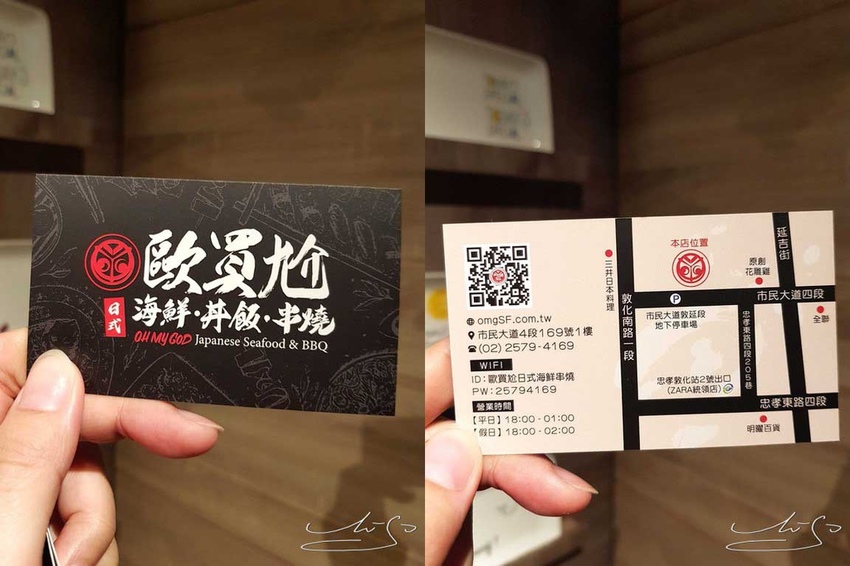 歐買尬
日式
海鮮·丼飯·串燒
OH MY GOD Japanese Seafood & BBQ
omgSF.com.tw
市民大道4段169號1樓
(02) 2579-4169
WIFI
ID: 歐買尬日式海鮮串燒
PW: 25794169
營業時間
【平日】18:00-01:00
【假日】18:00-02:00
三井日本料理
敦化南路一段
本店位置
原創
花雕雞
延吉街
P
市民大道四段
市民大道敦延段
地下停車場
忠孝東路四段205巷
全聯
忠孝敦化站2號出口
(ZARA統領店)
忠孝東路四段
明曜百貨